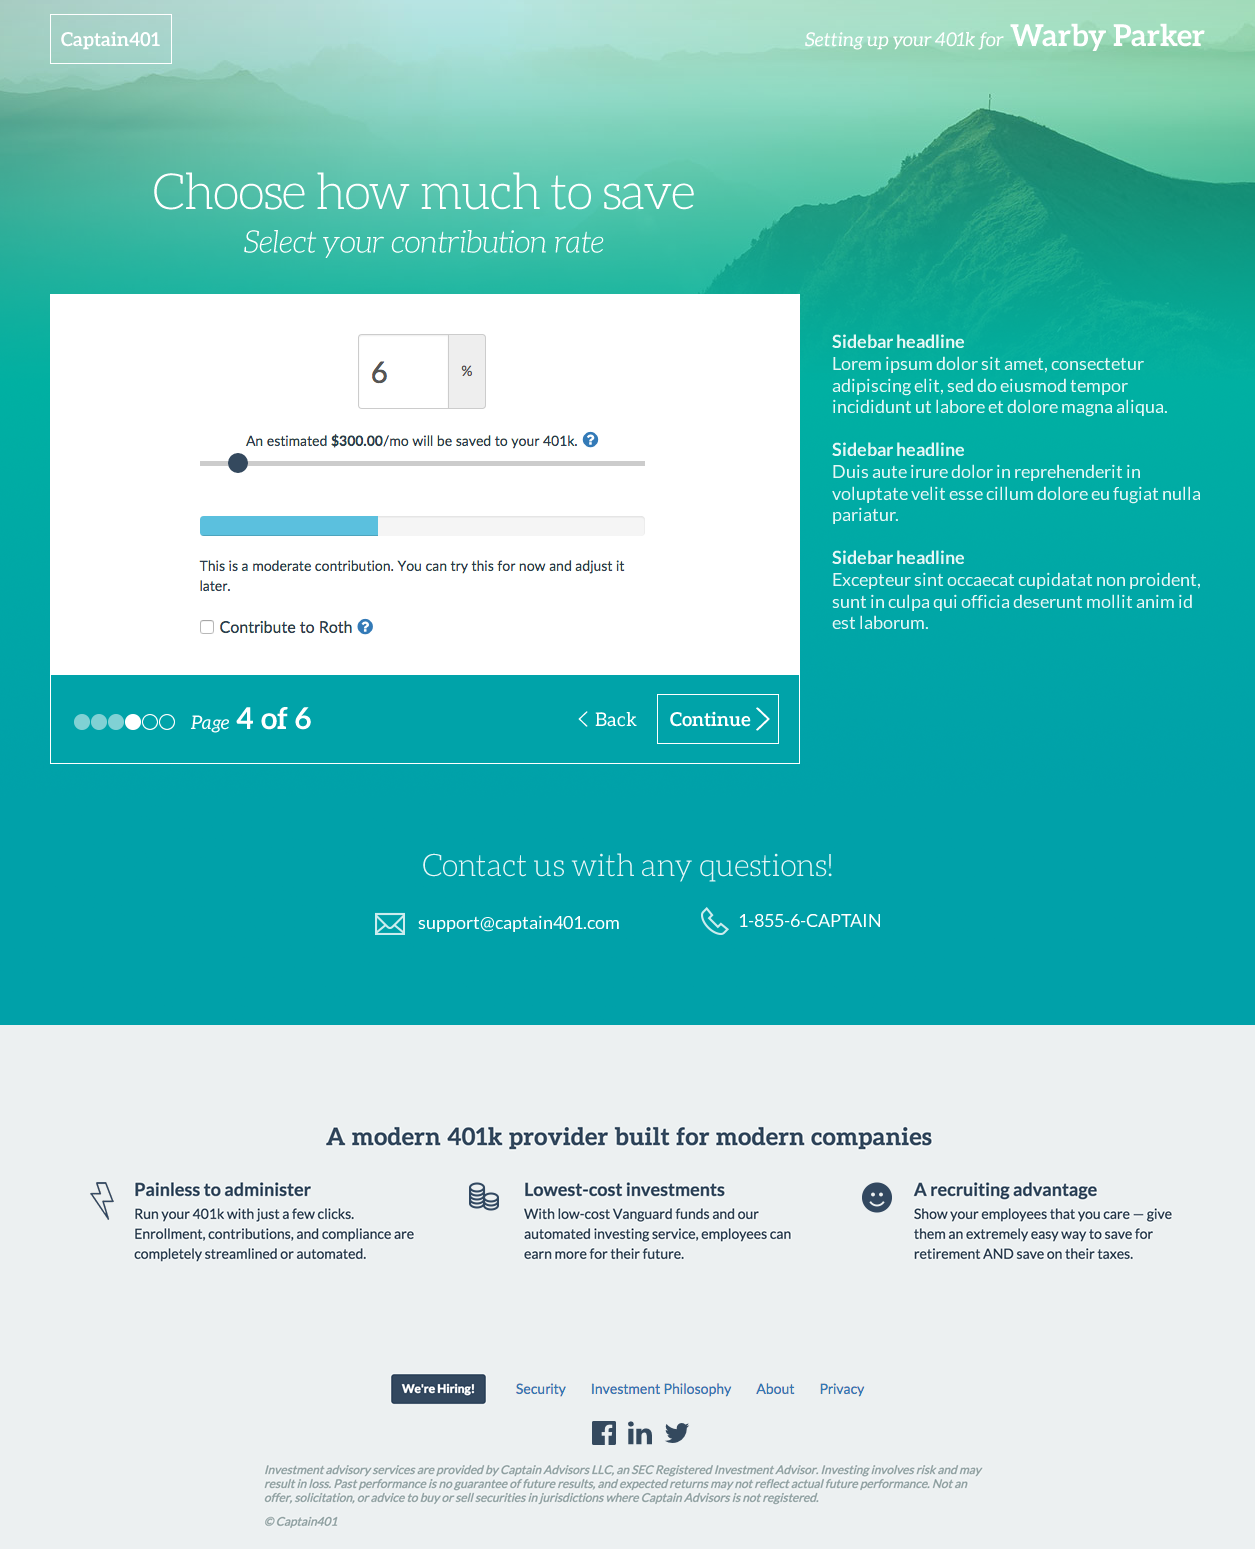 Captain401
Setting up your 401k for Warby Parker
Choose how much to save
Select your contribution rate
6 %
An estimated $300.00/mo will be saved to your 401k. ?
This is a moderate contribution. You can try this for now and adjust it
later.
Contribute to Roth ?
Page 4 of 6
Back
Continue
Sidebar headline
Lorem ipsum dolor sit amet, consectetur
adipiscing elit, sed do eiusmod tempor
incididunt ut labore et dolore magna aliqua.
Sidebar headline
Duis aute irure dolor in reprehenderit in
voluptate velit esse cillum dolore eu fugiat nulla
pariatur.
Sidebar headline
Excepteur sint occaecat cupidatat non proident,
sunt in culpa qui officia deserunt mollit anim id
est laborum.
Contact us with any questions!
support@captain401.com
1-855-6-CAPTAIN
A modern 401k provider built for modern companies
Painless to administer
Run your 401k with just a few clicks.
Enrollment, contributions, and compliance are
completely streamlined or automated.
Lowest-cost investments
With low-cost Vanguard funds and our
automated investing service, employees can
earn more for their future.
A recruiting advantage
Show your employees that you care — give
them an extremely easy way to save for
retirement AND save on their taxes.
We're Hiring!
Security
Investment Philosophy
About
Privacy
Investment advisory services are provided by Captain Advisors LLC, an SEC Registered Investment Advisor. Investing involves risk and may
result in loss. Past performance is no guarantee of future results, and expected returns may not reflect actual future performance. Not an
offer, solicitation, or advice to buy or sell securities in jurisdictions where Captain Advisors is not registered.
© Captain401